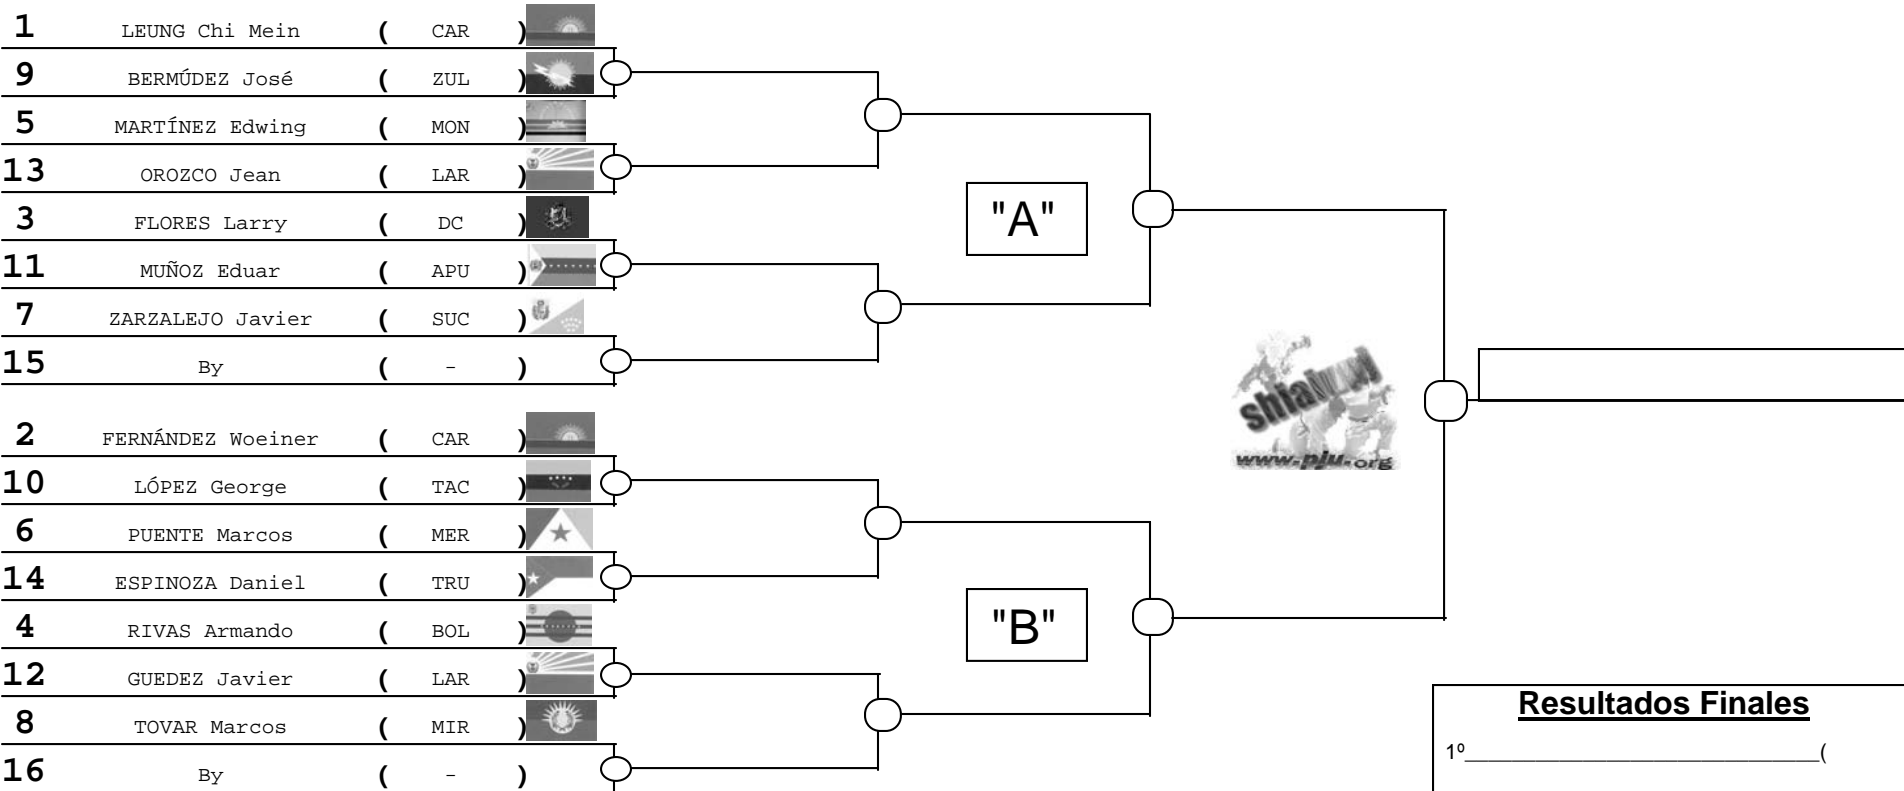 1 LEUNG Chi Mein ( CAR )
9 BERMÚDEZ José ( ZUL )
5 MARTÍNEZ Edwing ( MON )
13 OROZCO Jean ( LAR )
3 FLORES Larry ( DC )
11 MUÑOZ Eduar ( APU )
7 ZARZALEJO Javier ( SUC )
15 By ( - )
"A"
shiai
www.pju.org
2 FERNÁNDEZ Woeiner ( CAR )
10 LÓPEZ George ( TAC )
6 PUENTE Marcos ( MER )
14 ESPINOZA Daniel ( TRU )
4 RIVAS Armando ( BOL )
12 GUEDEZ Javier ( LAR )
8 TOVAR Marcos ( MIR )
16 By ( - )
"B"
Resultados Finales
1º________________________________(